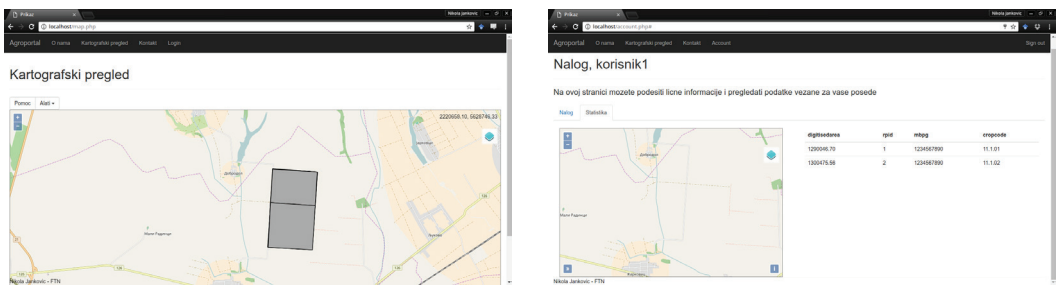 Prikaz
Nikola Janković
localhost/map.php
Agroportal O nama Kartografski pregled Kontakt Login
Kartografski pregled
Pomoc Alati
2220658.10, 5628746.33
Nikola Jankovic - FTN
Prikaz
Nikola Janković
localhost/account.php#
Agroportal O nama Kartografski pregled Kontakt Account Sign out
Nalog, korisnik1
Na ovoj stranici mozete podesiti licne informacije i pregledati podatke vezane za vase posede
Nalog Statistika
digitisedarea rpid mbpg cropcode
1290046.70 1 1234567890 11.1.01
1300475.56 2 1234567890 11.1.02
Nikola Jankovic - FTN